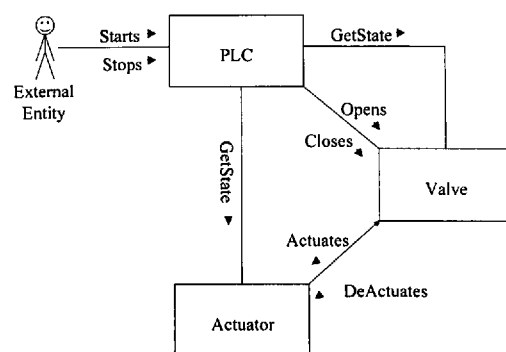 Starts
Stops
External
Entity
PLC
GetState
Opens
Closes
GetState
Valve
Actuates
DeActuates
Actuator